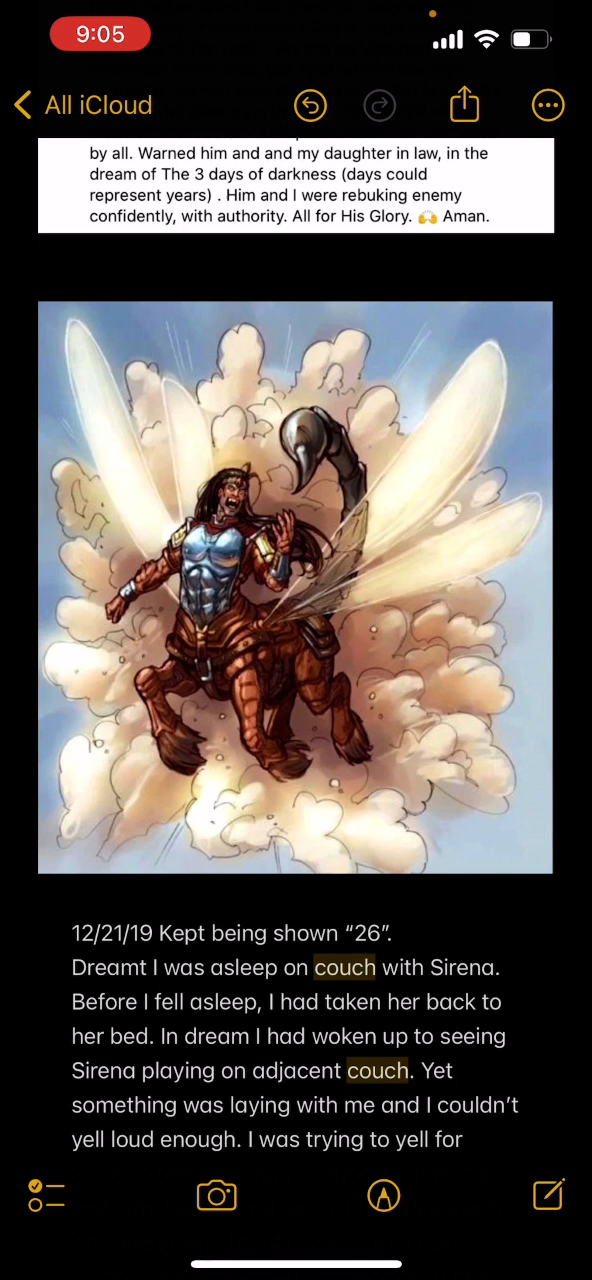 9:05
All iCloud
by all. Warned him and and my daughter in law, in the
dream of The 3 days of darkness (days could
represent years) . Him and I were rebuking enemy
confidently, with authority. All for His Glory. 🙌 Aman.
12/21/19 Kept being shown “26”.
Dreamt I was asleep on couch with Sirena.
Before I fell asleep, I had taken her back to
her bed. In dream I had woken up to seeing
Sirena playing on adjacent couch. Yet
something was laying with me and I couldn’t
yell loud enough. I was trying to yell for